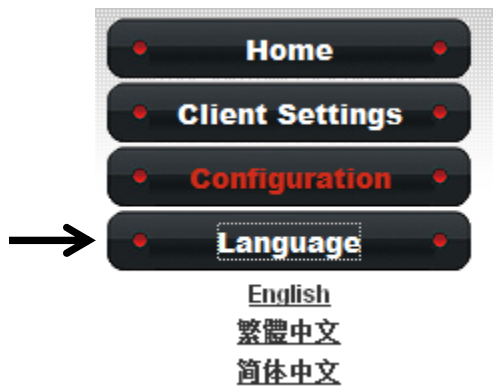 Home
Client Settings
Configuration
Language
English
繁體中文
简体中文